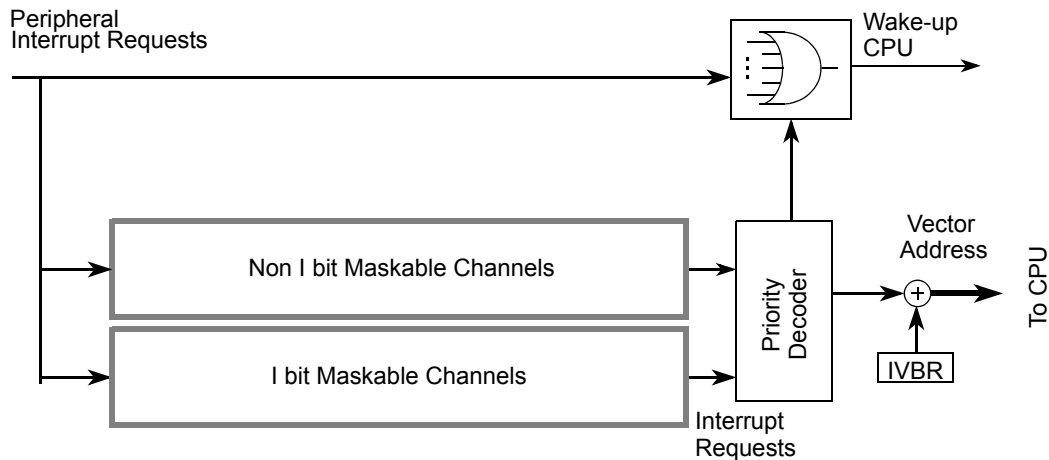 Peripheral
Interrupt Requests
Wake-up
CPU
Non I bit Maskable Channels
I bit Maskable Channels
Priority
Decoder
Interrupt
Requests
Vector
Address
IVBR
To CPU